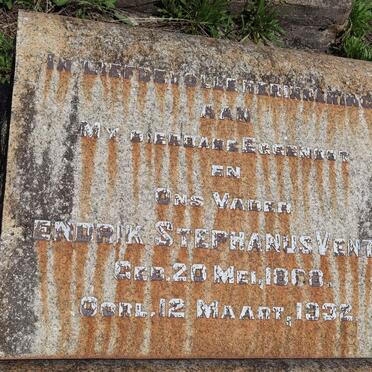 IN LIEFDEVOLLE HERINNERING
AAN
MY DIERBARE EGGENOOT
EN
ONS VADER
ENDRIK STEPHANUS VENT
GEB. 20 MEI, 1868.
OORL. 12 MAART, 1932